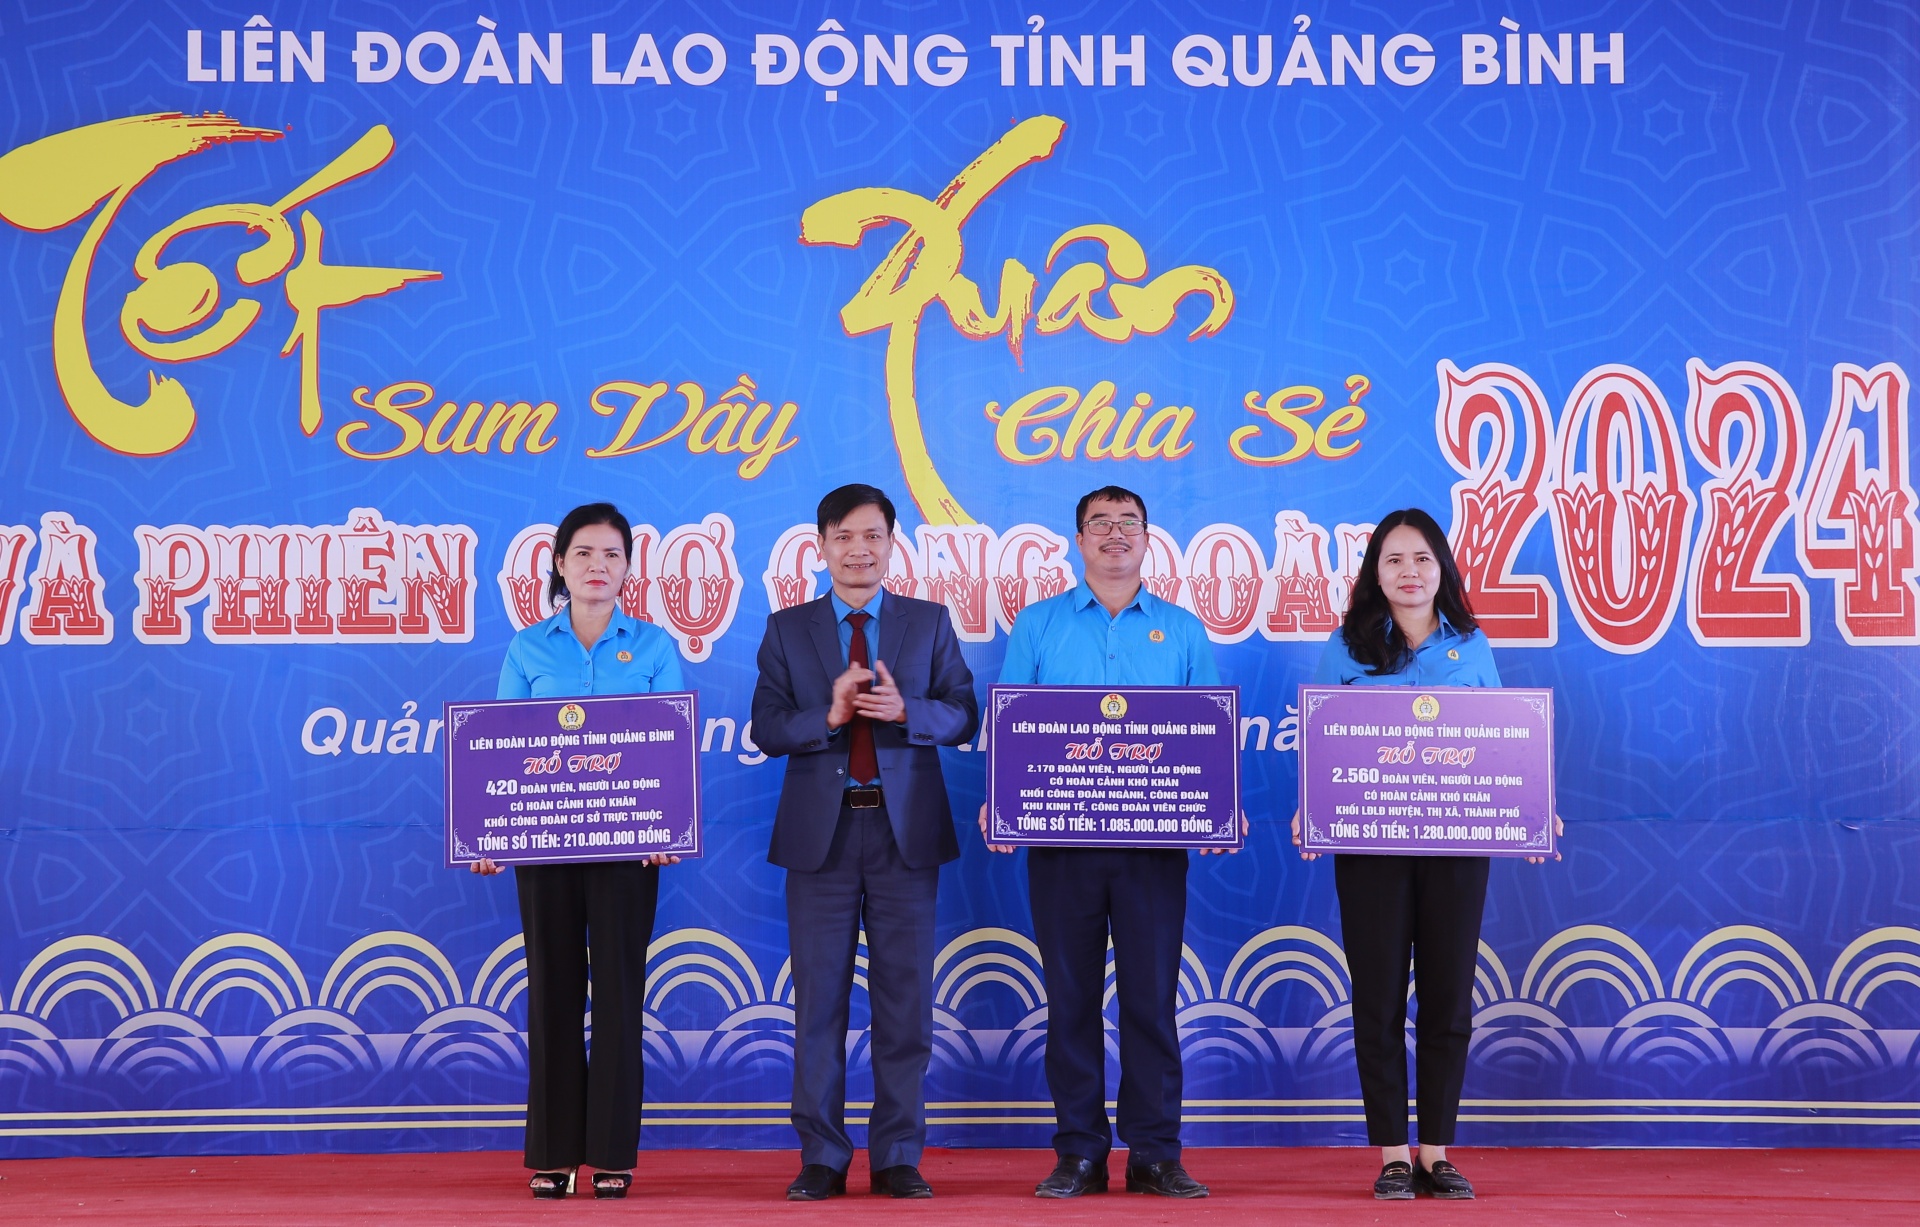 LIÊN ĐOÀN LAO ĐỘNG TỈNH QUẢNG BÌNH
Tết Xuân
Sum Vầy Chia Sẻ 2024
VÀ PHIÊN CHỢ CÔNG ĐOÀN
LIÊN ĐOÀN LAO ĐỘNG TỈNH QUẢNG BÌNH
HỖ TRỢ
420 ĐOÀN VIÊN, NGƯỜI LAO ĐỘNG
CÓ HOÀN CẢNH KHÓ KHĂN
KHỐI CÔNG ĐOÀN CƠ SỞ TRỰC THUỘC
TỔNG SỐ TIỀN: 210.000.000 ĐỒNG
LIÊN ĐOÀN LAO ĐỘNG TỈNH QUẢNG BÌNH
HỖ TRỢ
2.170 ĐOÀN VIÊN, NGƯỜI LAO ĐỘNG
CÓ HOÀN CẢNH KHÓ KHĂN
KHỐI CÔNG ĐOÀN NGÀNH, CÔNG ĐOÀN
KHU KINH TẾ, CÔNG ĐOÀN VIÊN CHỨC
TỔNG SỐ TIỀN: 1.085.000.000 ĐỒNG
LIÊN ĐOÀN LAO ĐỘNG TỈNH QUẢNG BÌNH
HỖ TRỢ
2.560 ĐOÀN VIÊN, NGƯỜI LAO ĐỘNG
CÓ HOÀN CẢNH KHÓ KHĂN
KHỐI LĐLĐ HUYỆN, THỊ XÃ, THÀNH PHỐ
TỔNG SỐ TIỀN: 1.280.000.000 ĐỒNG